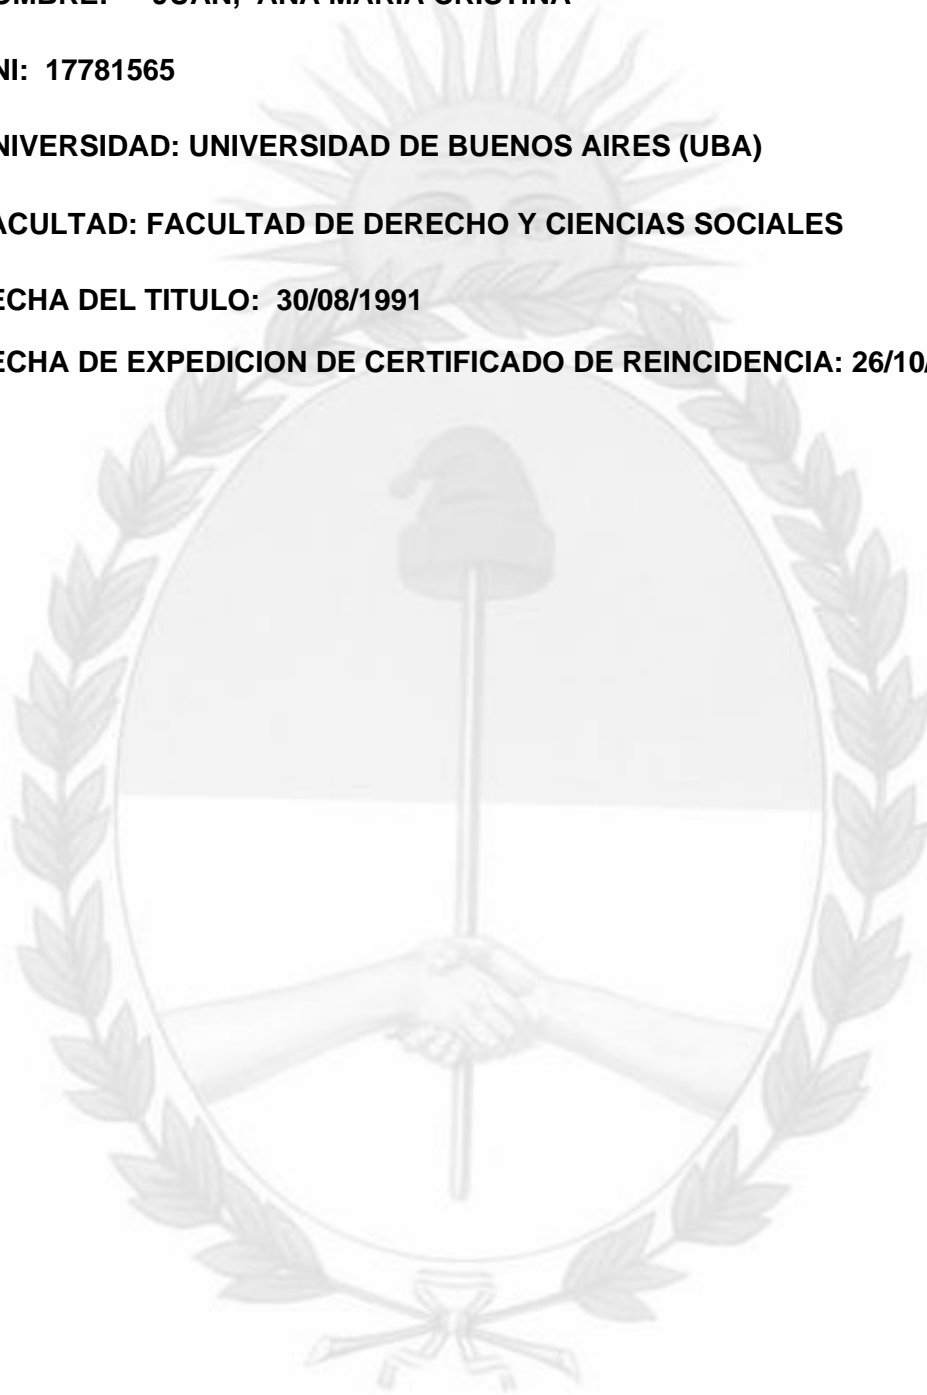 OMBRE: JUAN, ANA MARIA CRISTINA
NI: 17781565
NIVERSIDAD: UNIVERSIDAD DE BUENOS AIRES (UBA)
ACULTAD: FACULTAD DE DERECHO Y CIENCIAS SOCIALES
ECHA DEL TITULO: 30/08/1991
ECHA DE EXPEDICION DE CERTIFICADO DE REINCIDENCIA: 26/10/